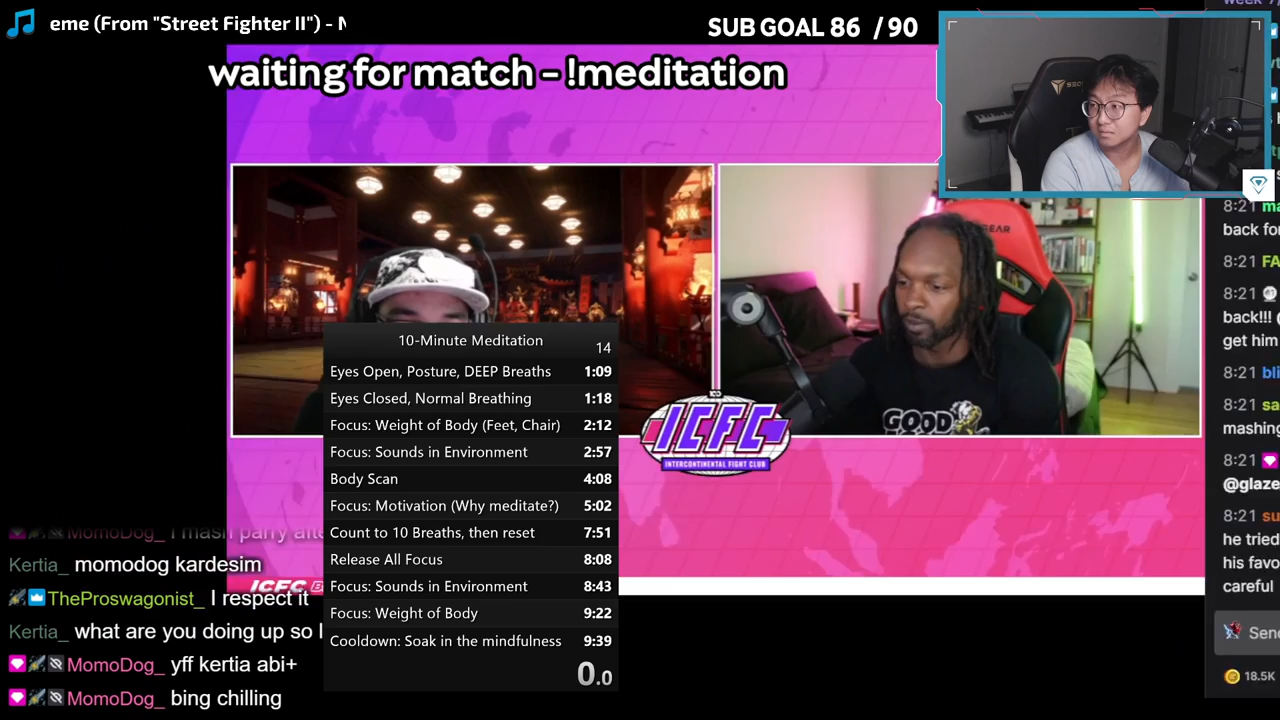 eme (From "Street Fighter II") -
SUB GOAL 86 / 90
waiting for match - !meditation
10-Minute Meditation
14
Eyes Open, Posture, DEEP Breaths 1:09
Eyes Closed, Normal Breathing 1:18
Focus: Weight of Body (Feet, Chair) 2:12
Focus: Sounds in Environment 2:57
Body Scan 4:08
Focus: Motivation (Why meditate?) 5:02
Count to 10 Breaths, then reset 7:51
Release All Focus 8:08
Focus: Sounds in Environment 8:43
Focus: Weight of Body 9:22
Cooldown: Soak in the mindfulness 9:39
0.0
GOOD
ICFC
INTERCONTINENTAL FIGHT CLUB
ICFC
MomoDog_ I mash parry
Kertia_ momodog kardesim
TheProswagonist_ I respect it
Kertia_ what are you doing up so
MomoDog_ yff kertia abi+
MomoDog_ bing chilling
8:21
back for
8:21 FA
8:21
back!!!
get him
8:21 bli
8:21 sa
mashing
8:21
@glaze
8:21 su
he tried
his favo
careful
Send
18.5K